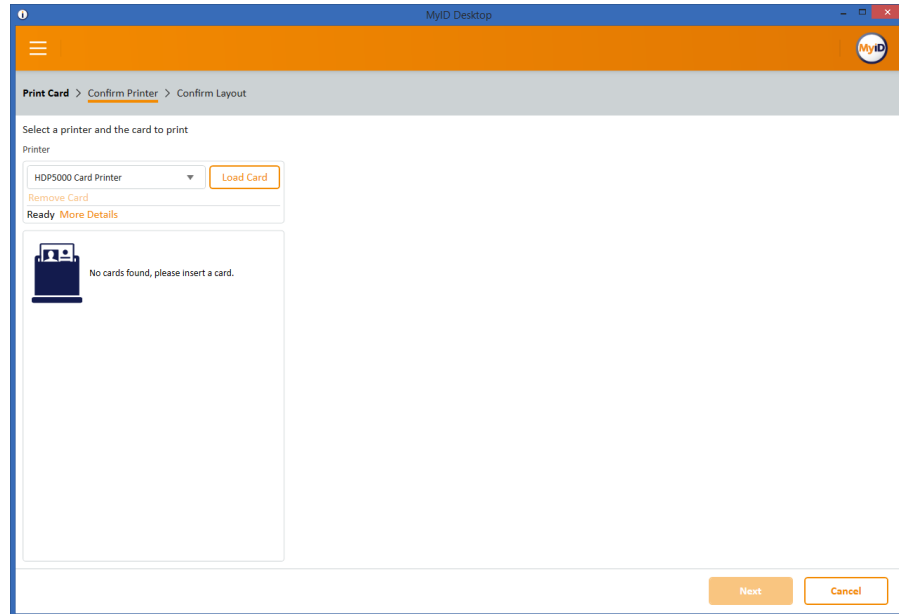 MyID Desktop
MyID
Print Card > Confirm Printer > Confirm Layout
Select a printer and the card to print
Printer
HDP5000 Card Printer
Load Card
Remove Card
Ready More Details
No cards found, please insert a card.
Next
Cancel